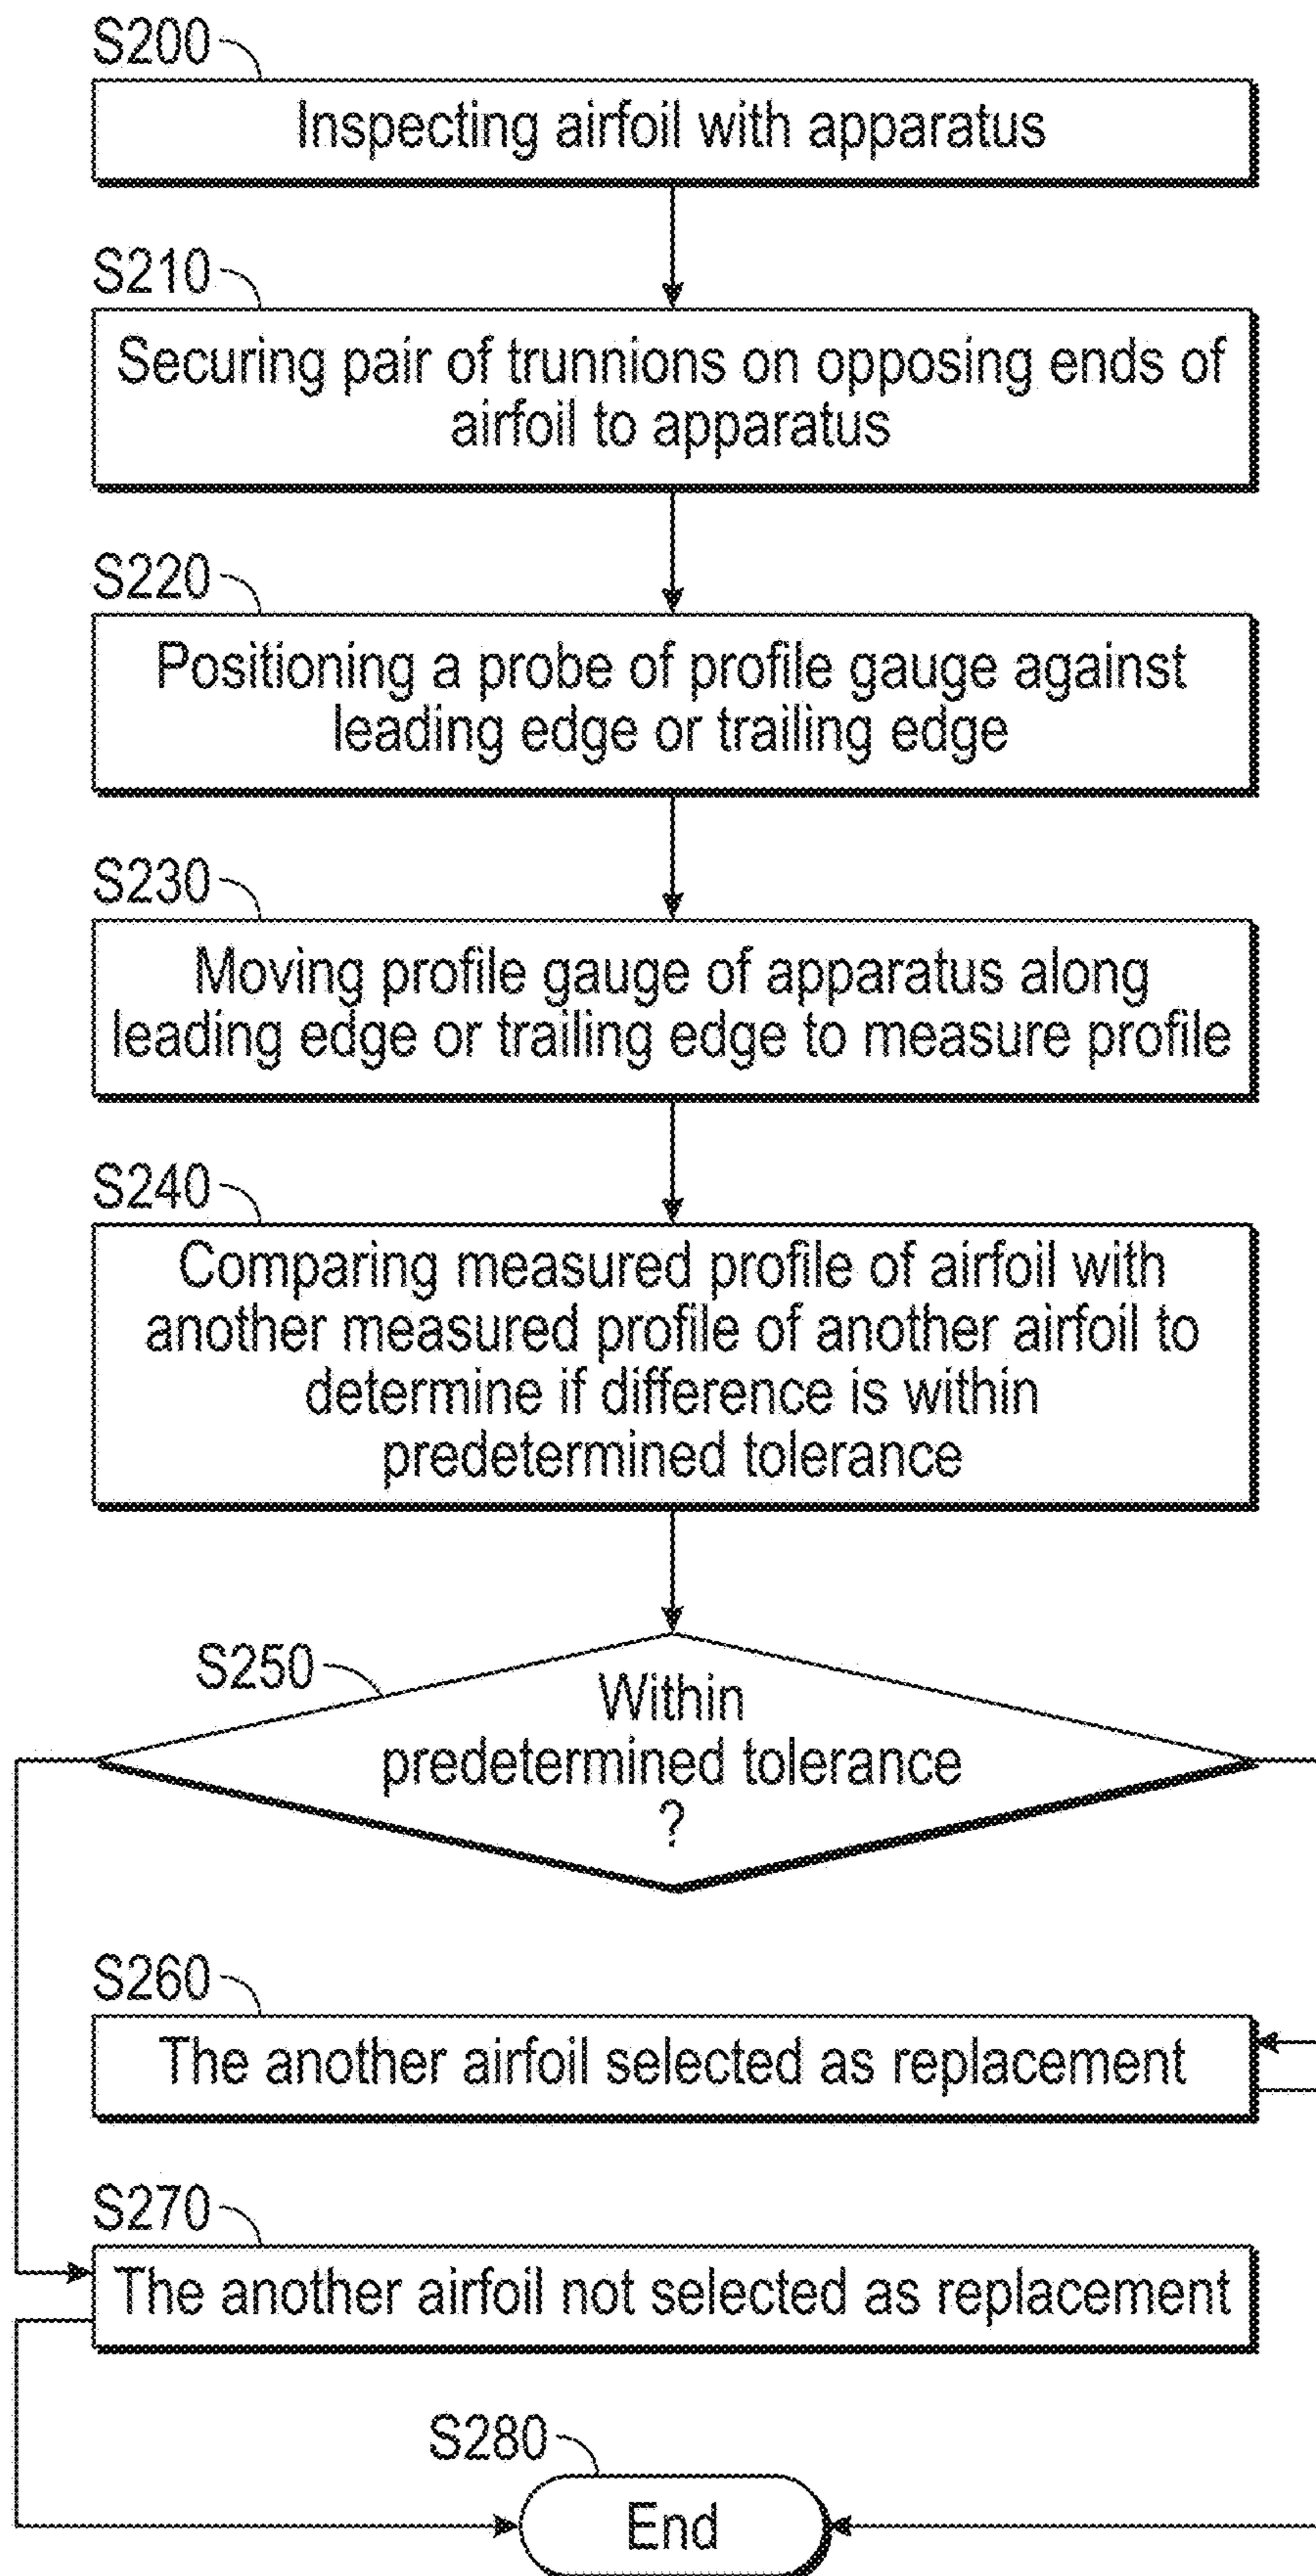 S200
Inspecting airfoil with apparatus
S210
Securing pair of trunnions on opposing ends of
airfoil to apparatus
S220
Positioning a probe of profile gauge against
leading edge or trailing edge
S230
Moving profile gauge of apparatus along
leading edge or trailing edge to measure profile
S240
Comparing measured profile of airfoil with
another measured profile of another airfoil to
determine if difference is within
predetermined tolerance
S250
Within
predetermined tolerance
?
S260
The another airfoil selected as replacement
S270
The another airfoil not selected as replacement
S280
End